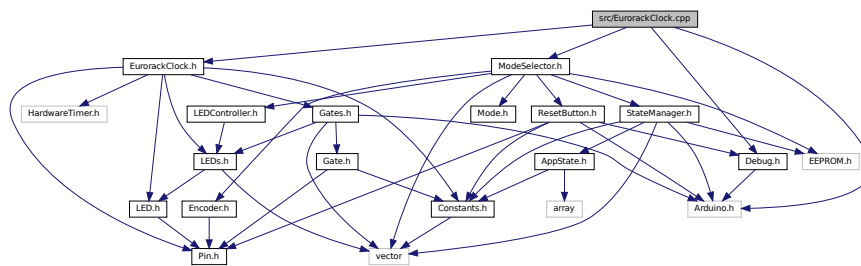 src/EurorackClock.cpp
EurorackClock.h
ModeSelector.h
HardwareTimer.h
LEDController.h
Gates.h
Mode.h
ResetButton.h
StateManager.h
LEDs.h
Gate.h
AppState.h
Debug.h
EEPROM.h
LED.h
Encoder.h
Constants.h
array
Arduino.h
Pin.h
vector